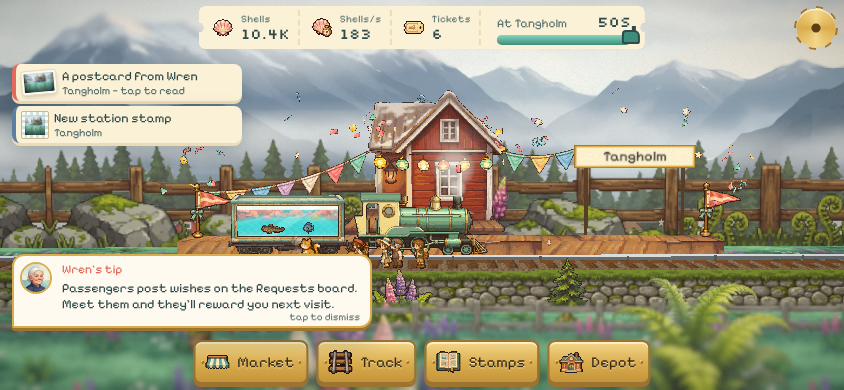 Shells
10.4K
Shells/s
183
Tickets
6
At Tangholm
50s
A postcard from Wren
Tangholm - tap to read
New station stamp
Tangholm
Tangholm
Wren's tip
Passengers post wishes on the Requests board.
Meet them and they'll reward you next visit.
tap to dismiss
Market
Track
Stamps
Depot